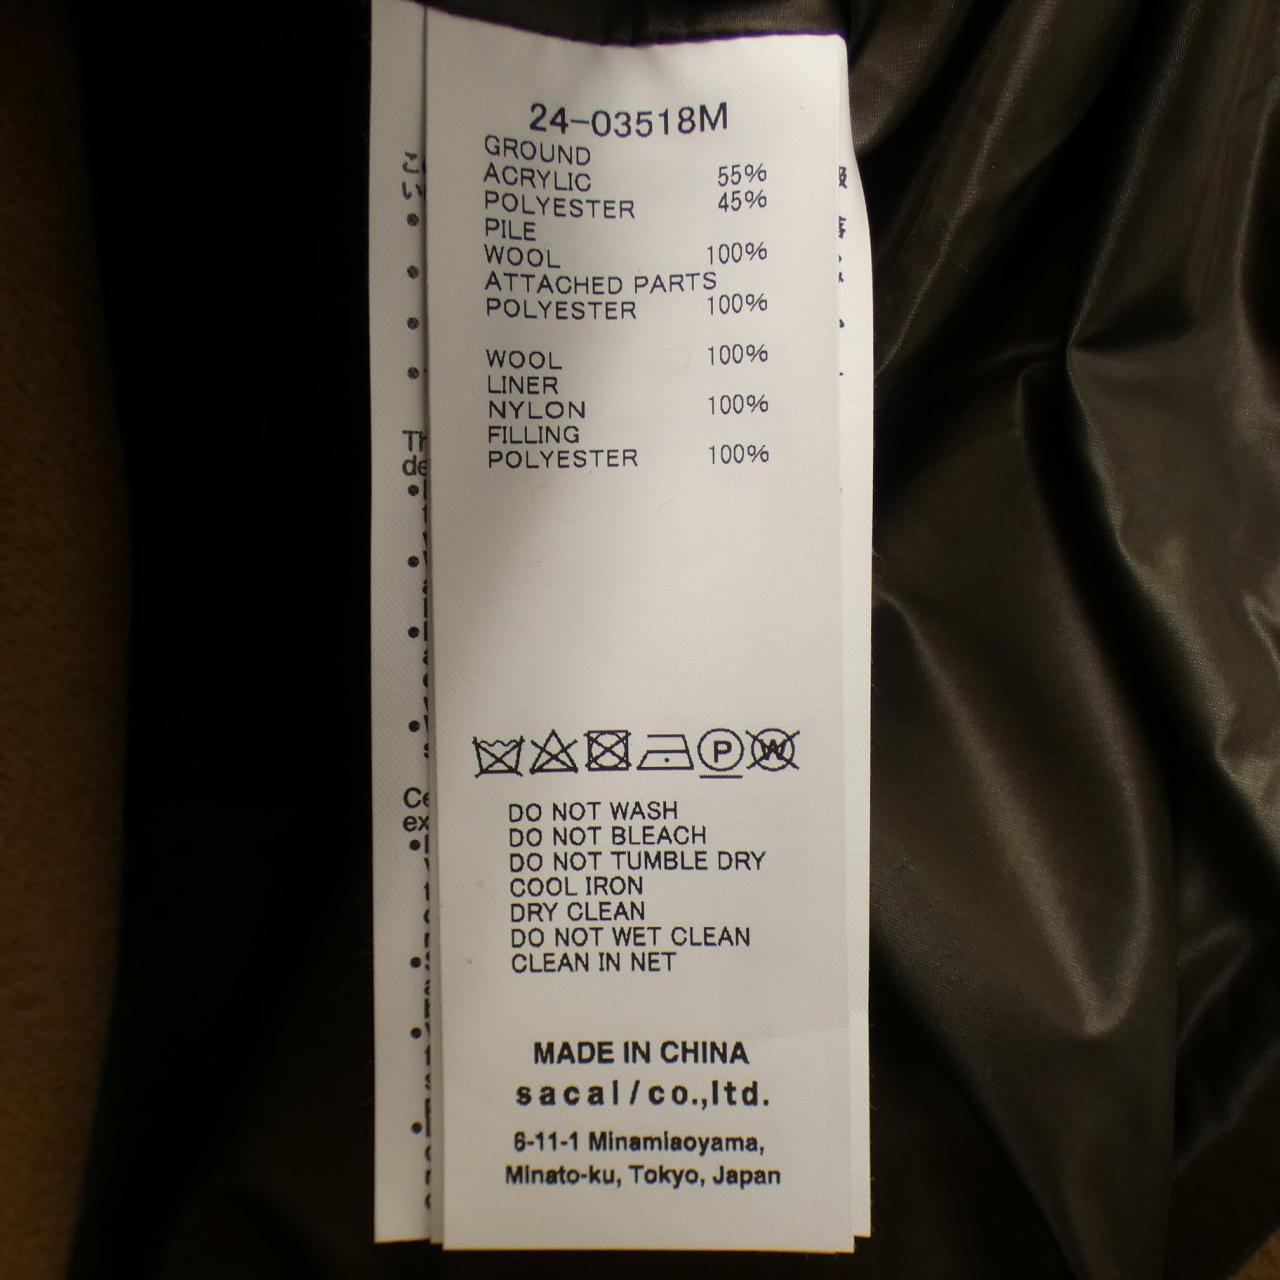 24-03518M
GROUND
ACRYLIC 55%
POLYESTER 45%
PILE
WOOL 100%
ATTACHED PARTS
POLYESTER 100%
WOOL 100%
LINER
NYLON 100%
FILLING
POLYESTER 100%
P W
DO NOT WASH
DO NOT BLEACH
DO NOT TUMBLE DRY
COOL IRON
DRY CLEAN
DO NOT WET CLEAN
CLEAN IN NET
MADE IN CHINA
sacai/co.,ltd.
6-11-1 Minamiaoyama,
Minato-ku, Tokyo, Japan